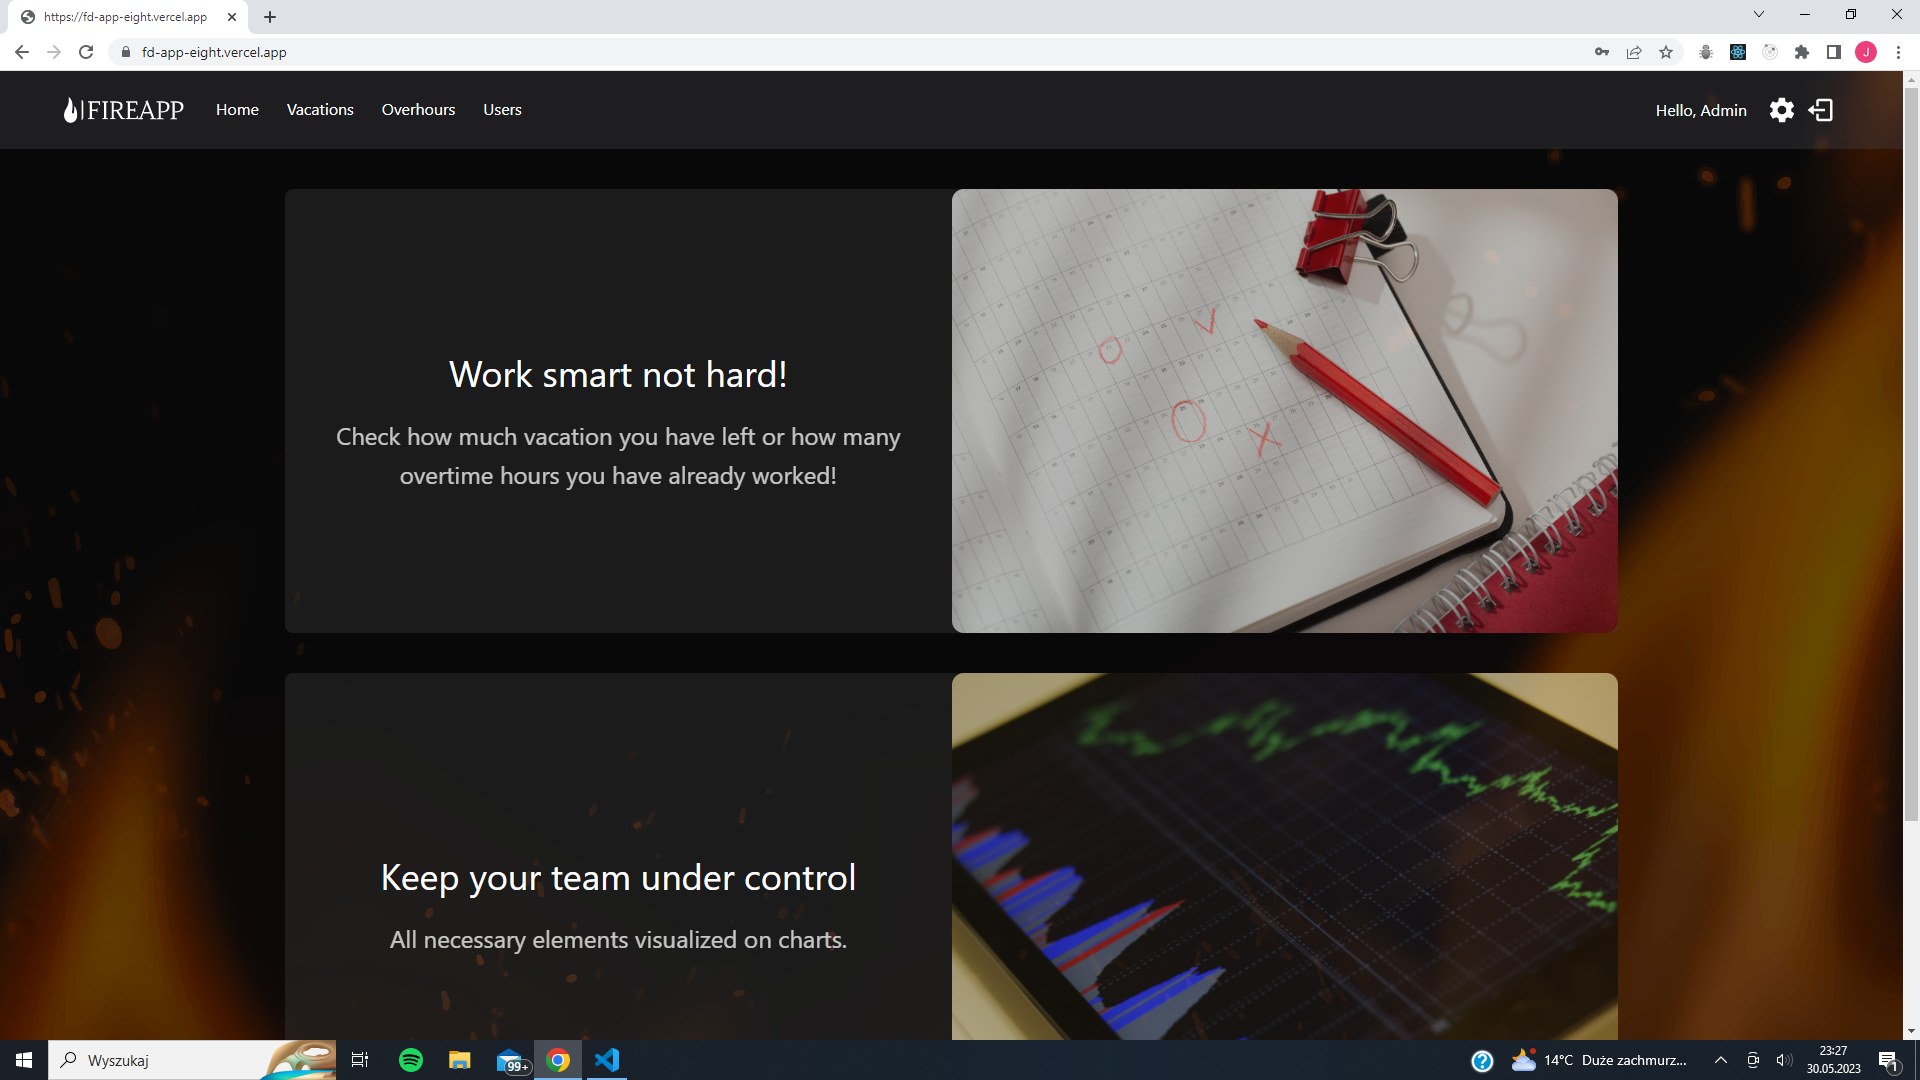 https://fd-app-eight.vercel.app
fd-app-eight.vercel.app
J
FIREAPP
Home
Vacations
Overhours
Users
Hello, Admin
Work smart not hard!
Check how much vacation you have left or how many
overtime hours you have already worked!
Keep your team under control
All necessary elements visualized on charts.
Wyszukaj
99+
14°C Duże zachmurz...
23:27
30.05.2023
1